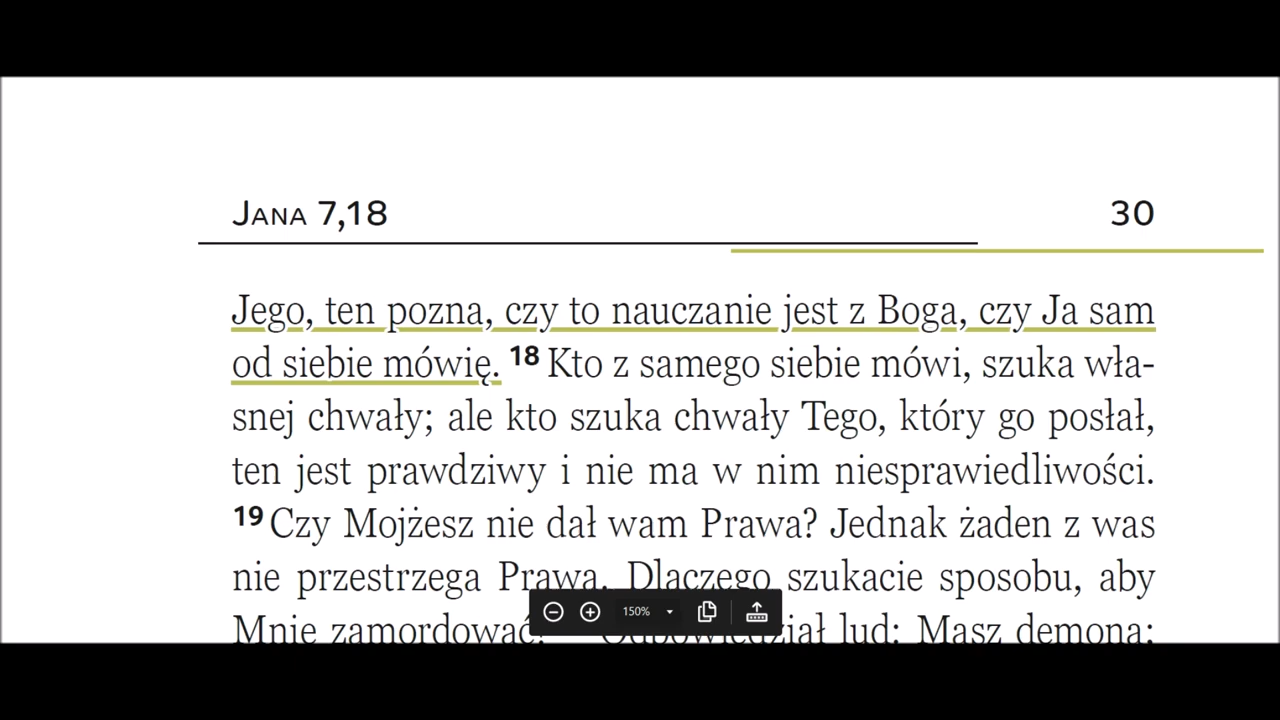 Jana 7,18 30
Jego, ten pozna, czy to nauczanie jest z Boga, czy Ja sam
od siebie mówię. 18 Kto z samego siebie mówi, szuka wła-
snej chwały; ale kto szuka chwały Tego, który go posłał,
ten jest prawdziwy i nie ma w nim niesprawiedliwości.
19 Czy Mojżesz nie dał wam Prawa? Jednak żaden z was
nie przestrzega Prawa. Dlaczego szukacie sposobu, aby
Mnie zamordować? Odpowiedział lud: Masz demona;
150%